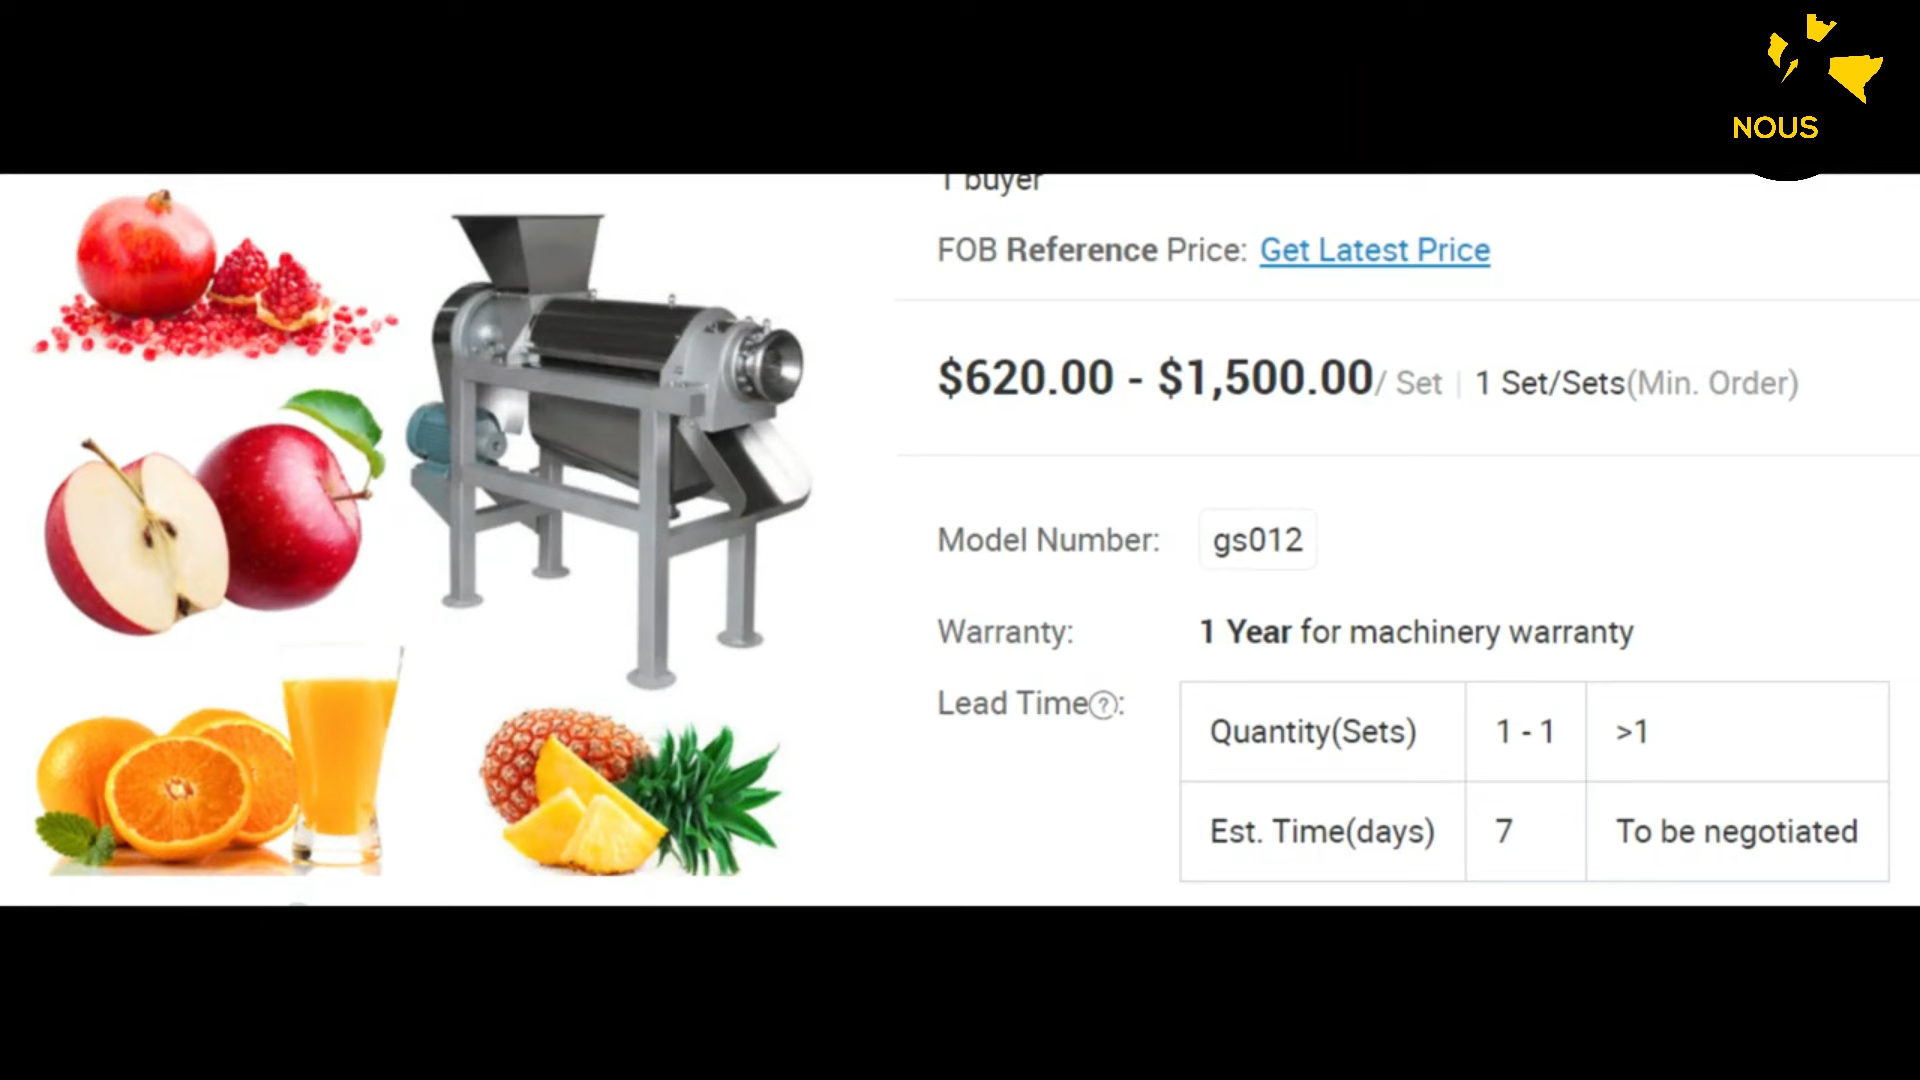 NOUS
1 buyer
FOB Reference Price: Get Latest Price
$620.00 - $1,500.00/ Set | 1 Set/Sets(Min. Order)
Model Number: gs012
Warranty: 1 Year for machinery warranty
Lead Time?:
Quantity(Sets) 1 - 1 >1
Est. Time(days) 7 To be negotiated